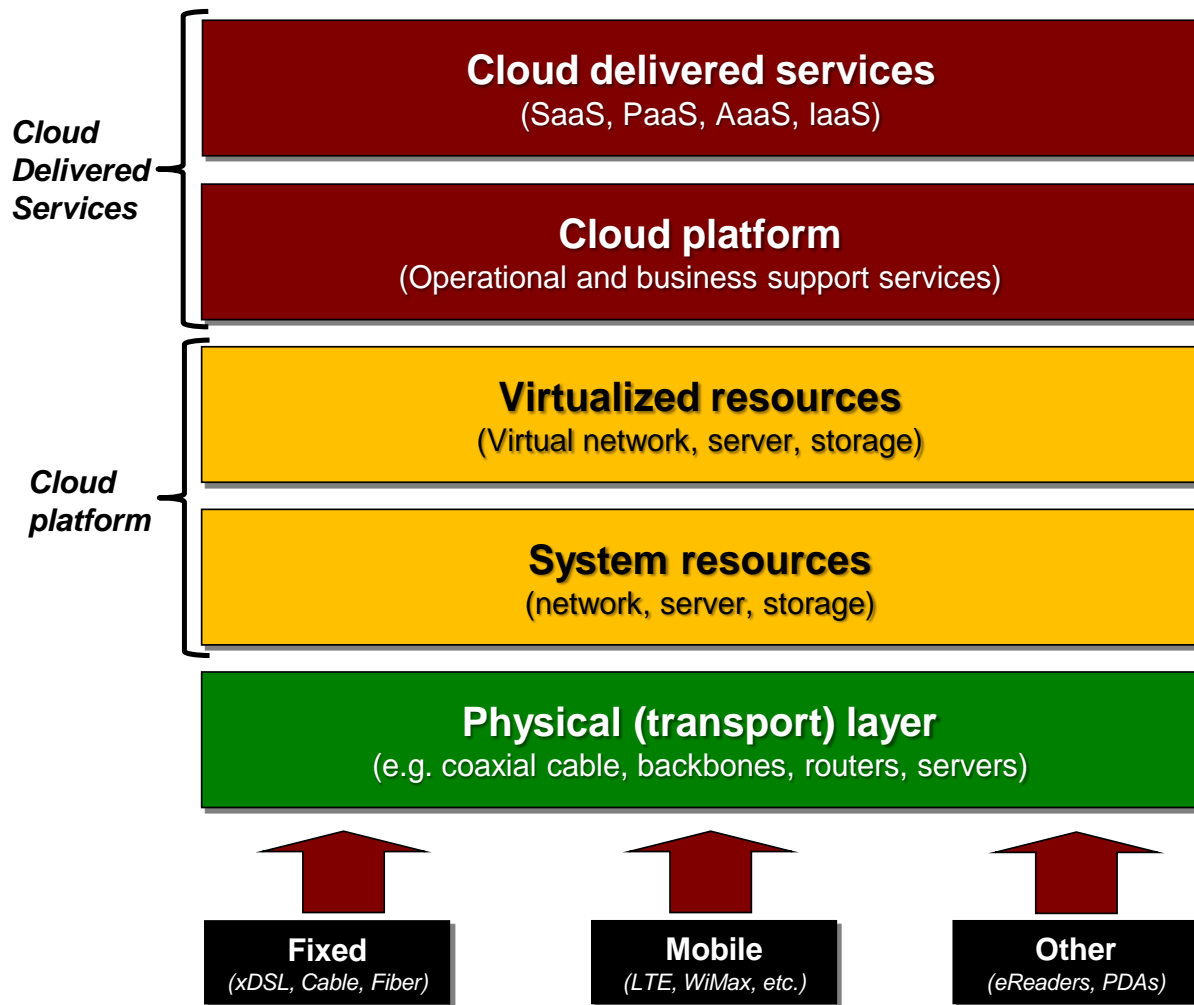 Cloud delivered services
(SaaS, PaaS, AaaS, IaaS)
Cloud
Delivered
Services
Cloud platform
(Operational and business support services)
Virtualized resources
(Virtual network, server, storage)
Cloud
platform
System resources
(network, server, storage)
Physical (transport) layer
(e.g. coaxial cable, backbones, routers, servers)
Fixed
(xDSL, Cable, Fiber)
Mobile
(LTE, WiMax, etc.)
Other
(eReaders, PDAs)